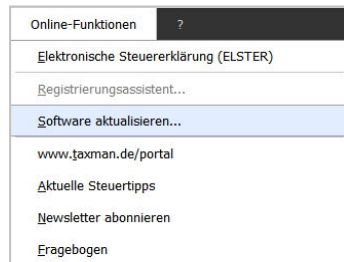 Online-Funktionen ?
Elektronische Steuererklärung (ELSTER)
Registrierungsassistent...
Software aktualisieren...
www.taxman.de/portal
Aktuelle Steuertipps
Newsletter abonnieren
Fragebogen